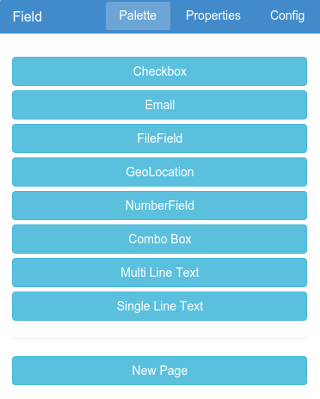 Field Palette Properties Config
Checkbox
Email
FileField
GeoLocation
NumberField
Combo Box
Multi Line Text
Single Line Text
New Page